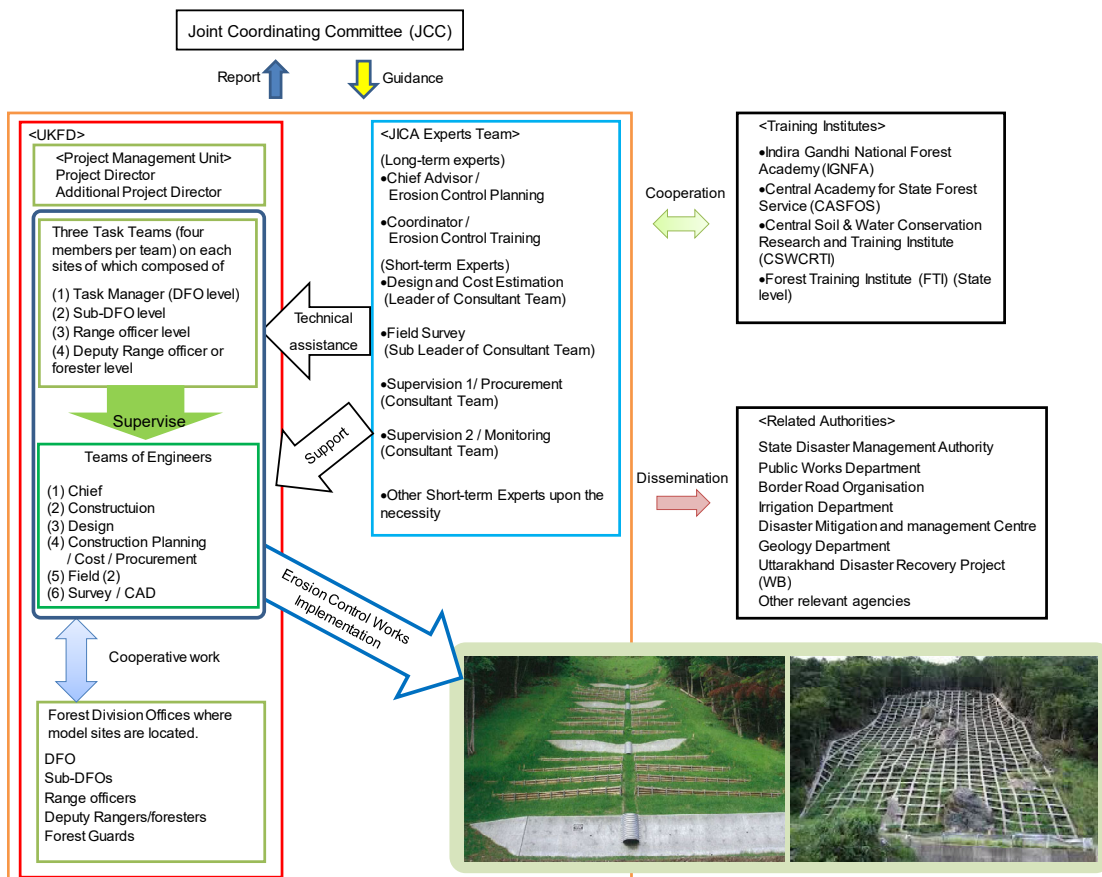 Joint Coordinating Committee (JCC)
Report
Guidance
<UKFD>
<Project Management Unit>
Project Director
Additional Project Director
Three Task Teams (four
members per team) on each
sites of which composed of
(1) Task Manager (DFO level)
(2) Sub-DFO level
(3) Range officer level
(4) Deputy Range officer or
forester level
Supervise
Teams of Engineers
(1) Chief
(2) Constructuion
(3) Design
(4) Construction Planning
/ Cost / Procurement
(5) Field (2)
(6) Survey / CAD
Cooperative work
Forest Division Offices where
model sites are located.
DFO
Sub-DFOs
Range officers
Deputy Rangers/foresters
Forest Guards
Technical
assistance
Support
Erosion Control Works
Implementation
<JICA Experts Team>
(Long-term experts)
•Chief Advisor /
Erosion Control Planning
•Coordinator /
Erosion Control Training
(Short-term Experts)
•Design and Cost Estimation
(Leader of Consultant Team)
•Field Survey
(Sub Leader of Consultant Team)
•Supervision 1/ Procurement
(Consultant Team)
•Supervision 2 / Monitoring
(Consultant Team)
•Other Short-term Experts upon the
necessity
Cooperation
<Training Institutes>
•Indira Gandhi National Forest
Academy (IGNFA)
•Central Academy for State Forest
Service (CASFOS)
•Central Soil & Water Conservation
Research and Training Institute
(CSWCRTI)
•Forest Training Institute (FTI) (State
level)
Dissemination
<Related Authorities>
State Disaster Management Authority
Public Works Department
Border Road Organisation
Irrigation Department
Disaster Mitigation and management Centre
Geology Department
Uttarakhand Disaster Recovery Project
(WB)
Other relevant agencies